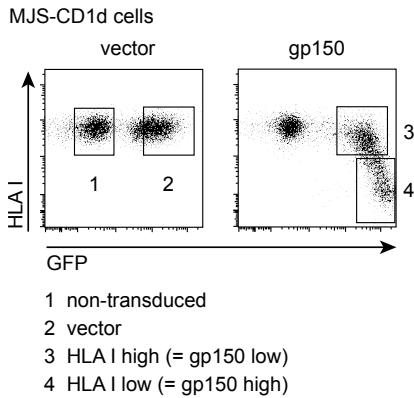 MJS-CD1d cells
vector
gp150
HLA I
1
2
3
4
GFP
1 non-transduced
2 vector
3 HLA I high (= gp150 low)
4 HLA I low (= gp150 high)